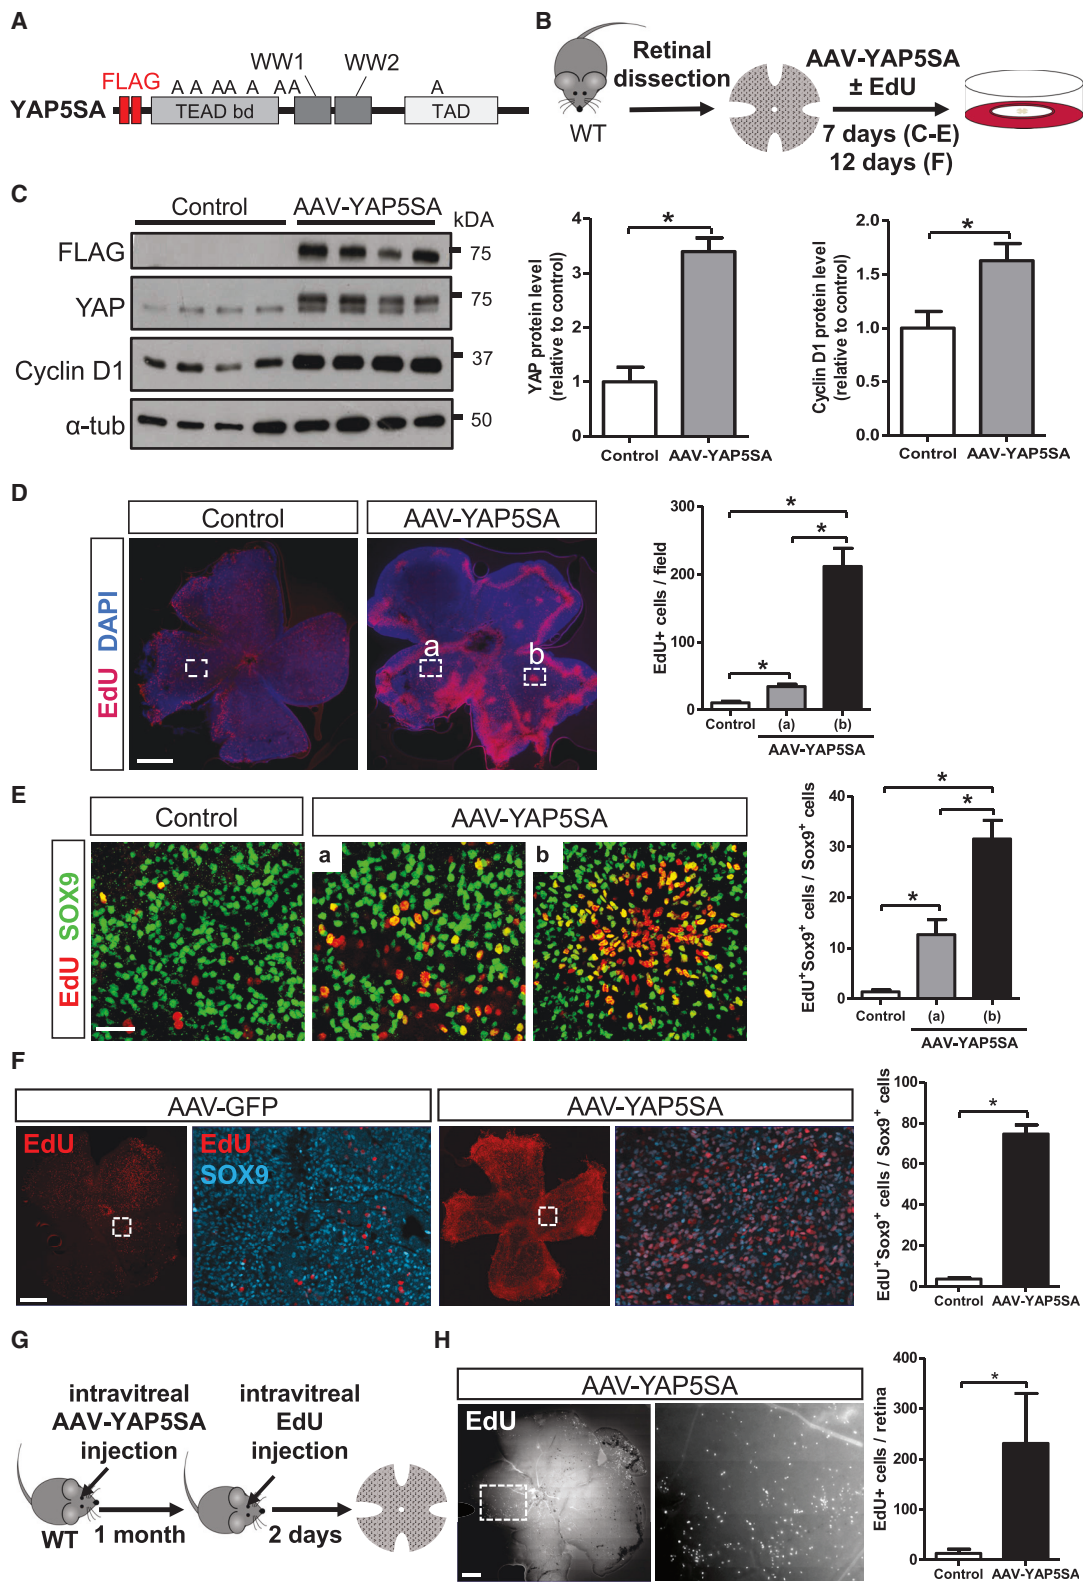 A
FLAG
A A AA A AA A
WW1
WW2
YAP5SA
TEAD bd
TAD
B
Retinal
dissection
WT
AAV-YAP5SA
± EdU
7 days (C-E)
12 days (F)
C
Control
AAV-YAP5SA
kDA
FLAG
75
YAP
75
Cyclin D1
37
α-tub
50
YAP protein level
(relative to control)
4
3
2
1
0
*
Control
AAV-YAP5SA
Cyclin D1 protein level
(relative to control)
2.0
1.5
1.0
0.5
0.0
*
Control
AAV-YAP5SA
D
Control
AAV-YAP5SA
EdU DAPI
a
b
EdU+ cells / field
300
200
100
0
*
*
*
Control
(a)
(b)
AAV-YAP5SA
E
Control
AAV-YAP5SA
EdU SOX9
a
b
EdU+Sox9+ cells / Sox9+ cells
40
30
20
10
0
*
*
*
Control
(a)
(b)
AAV-YAP5SA
F
AAV-GFP
AAV-YAP5SA
EdU
EdU
SOX9
EdU+Sox9+ cells / Sox9+ cells
100
80
60
40
20
0
*
Control
AAV-YAP5SA
G
intravitreal
AAV-YAP5SA
injection
WT
1 month
intravitreal
EdU
injection
2 days
H
AAV-YAP5SA
EdU
EdU+ cells / retina
400
300
200
100
0
*
Control
AAV-YAP5SA